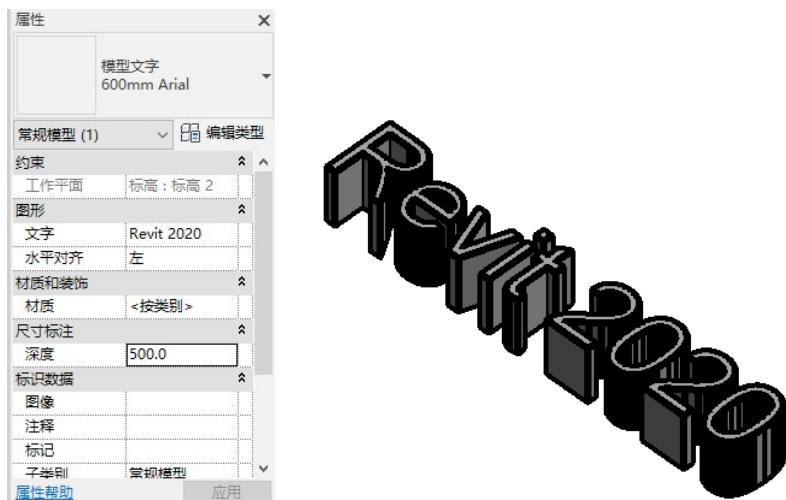 属性
模型文字
600mm Arial
常规模型 (1)
编辑类型
约束
工作平面 标高 : 标高 2
图形
文字 Revit 2020
水平对齐 左
材质和装饰
材质 <按类别>
尺寸标注
深度 500.0
标识数据
图像
注释
标记
子类别 常规模型
属性帮助
应用
Revit 2020